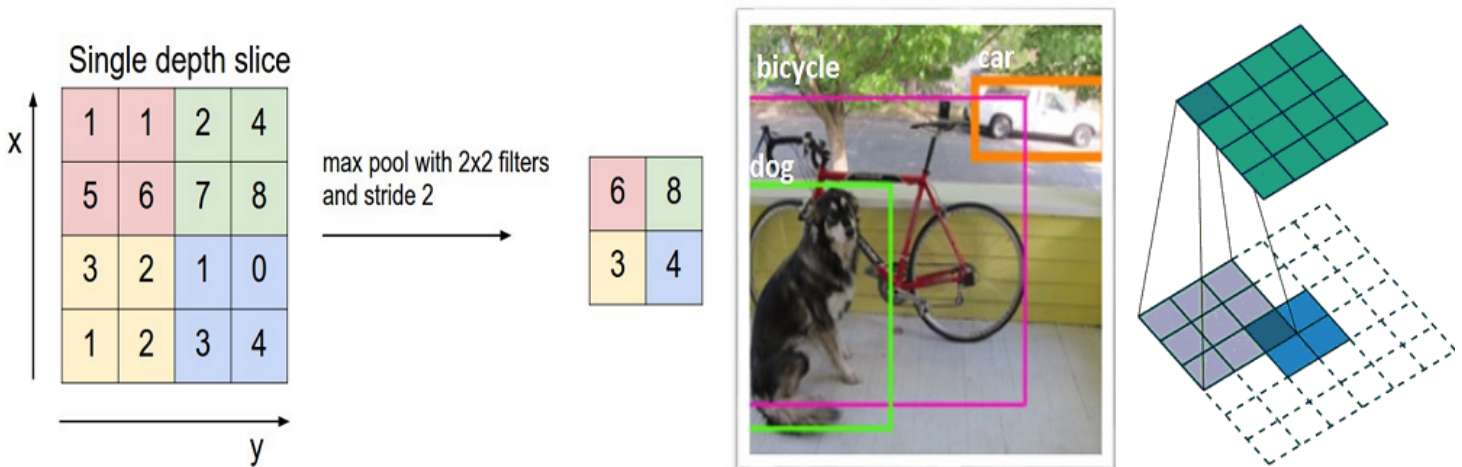 Single depth slice
x
1 1 2 4
5 6 7 8
3 2 1 0
1 2 3 4
y
max pool with 2x2 filters
and stride 2
6 8
3 4
bicycle
car
dog